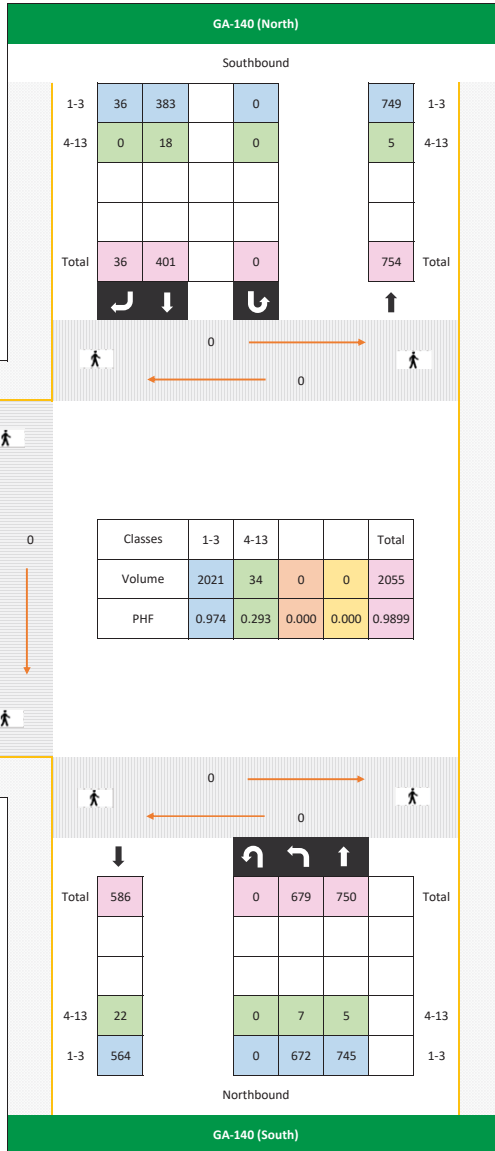 GA-140 (North)
Southbound
1-3 36 383 0 749 1-3
4-13 0 18 0 5 4-13
Total 36 401 0 754 Total
0
0
0
Classes 1-3 4-13 Total
Volume 2021 34 0 0 2055
PHF 0.974 0.293 0.000 0.000 0.9899
0
0
Total 586 0 679 750 Total
4-13 22 0 7 5 4-13
1-3 564 0 672 745 1-3
Northbound
GA-140 (South)